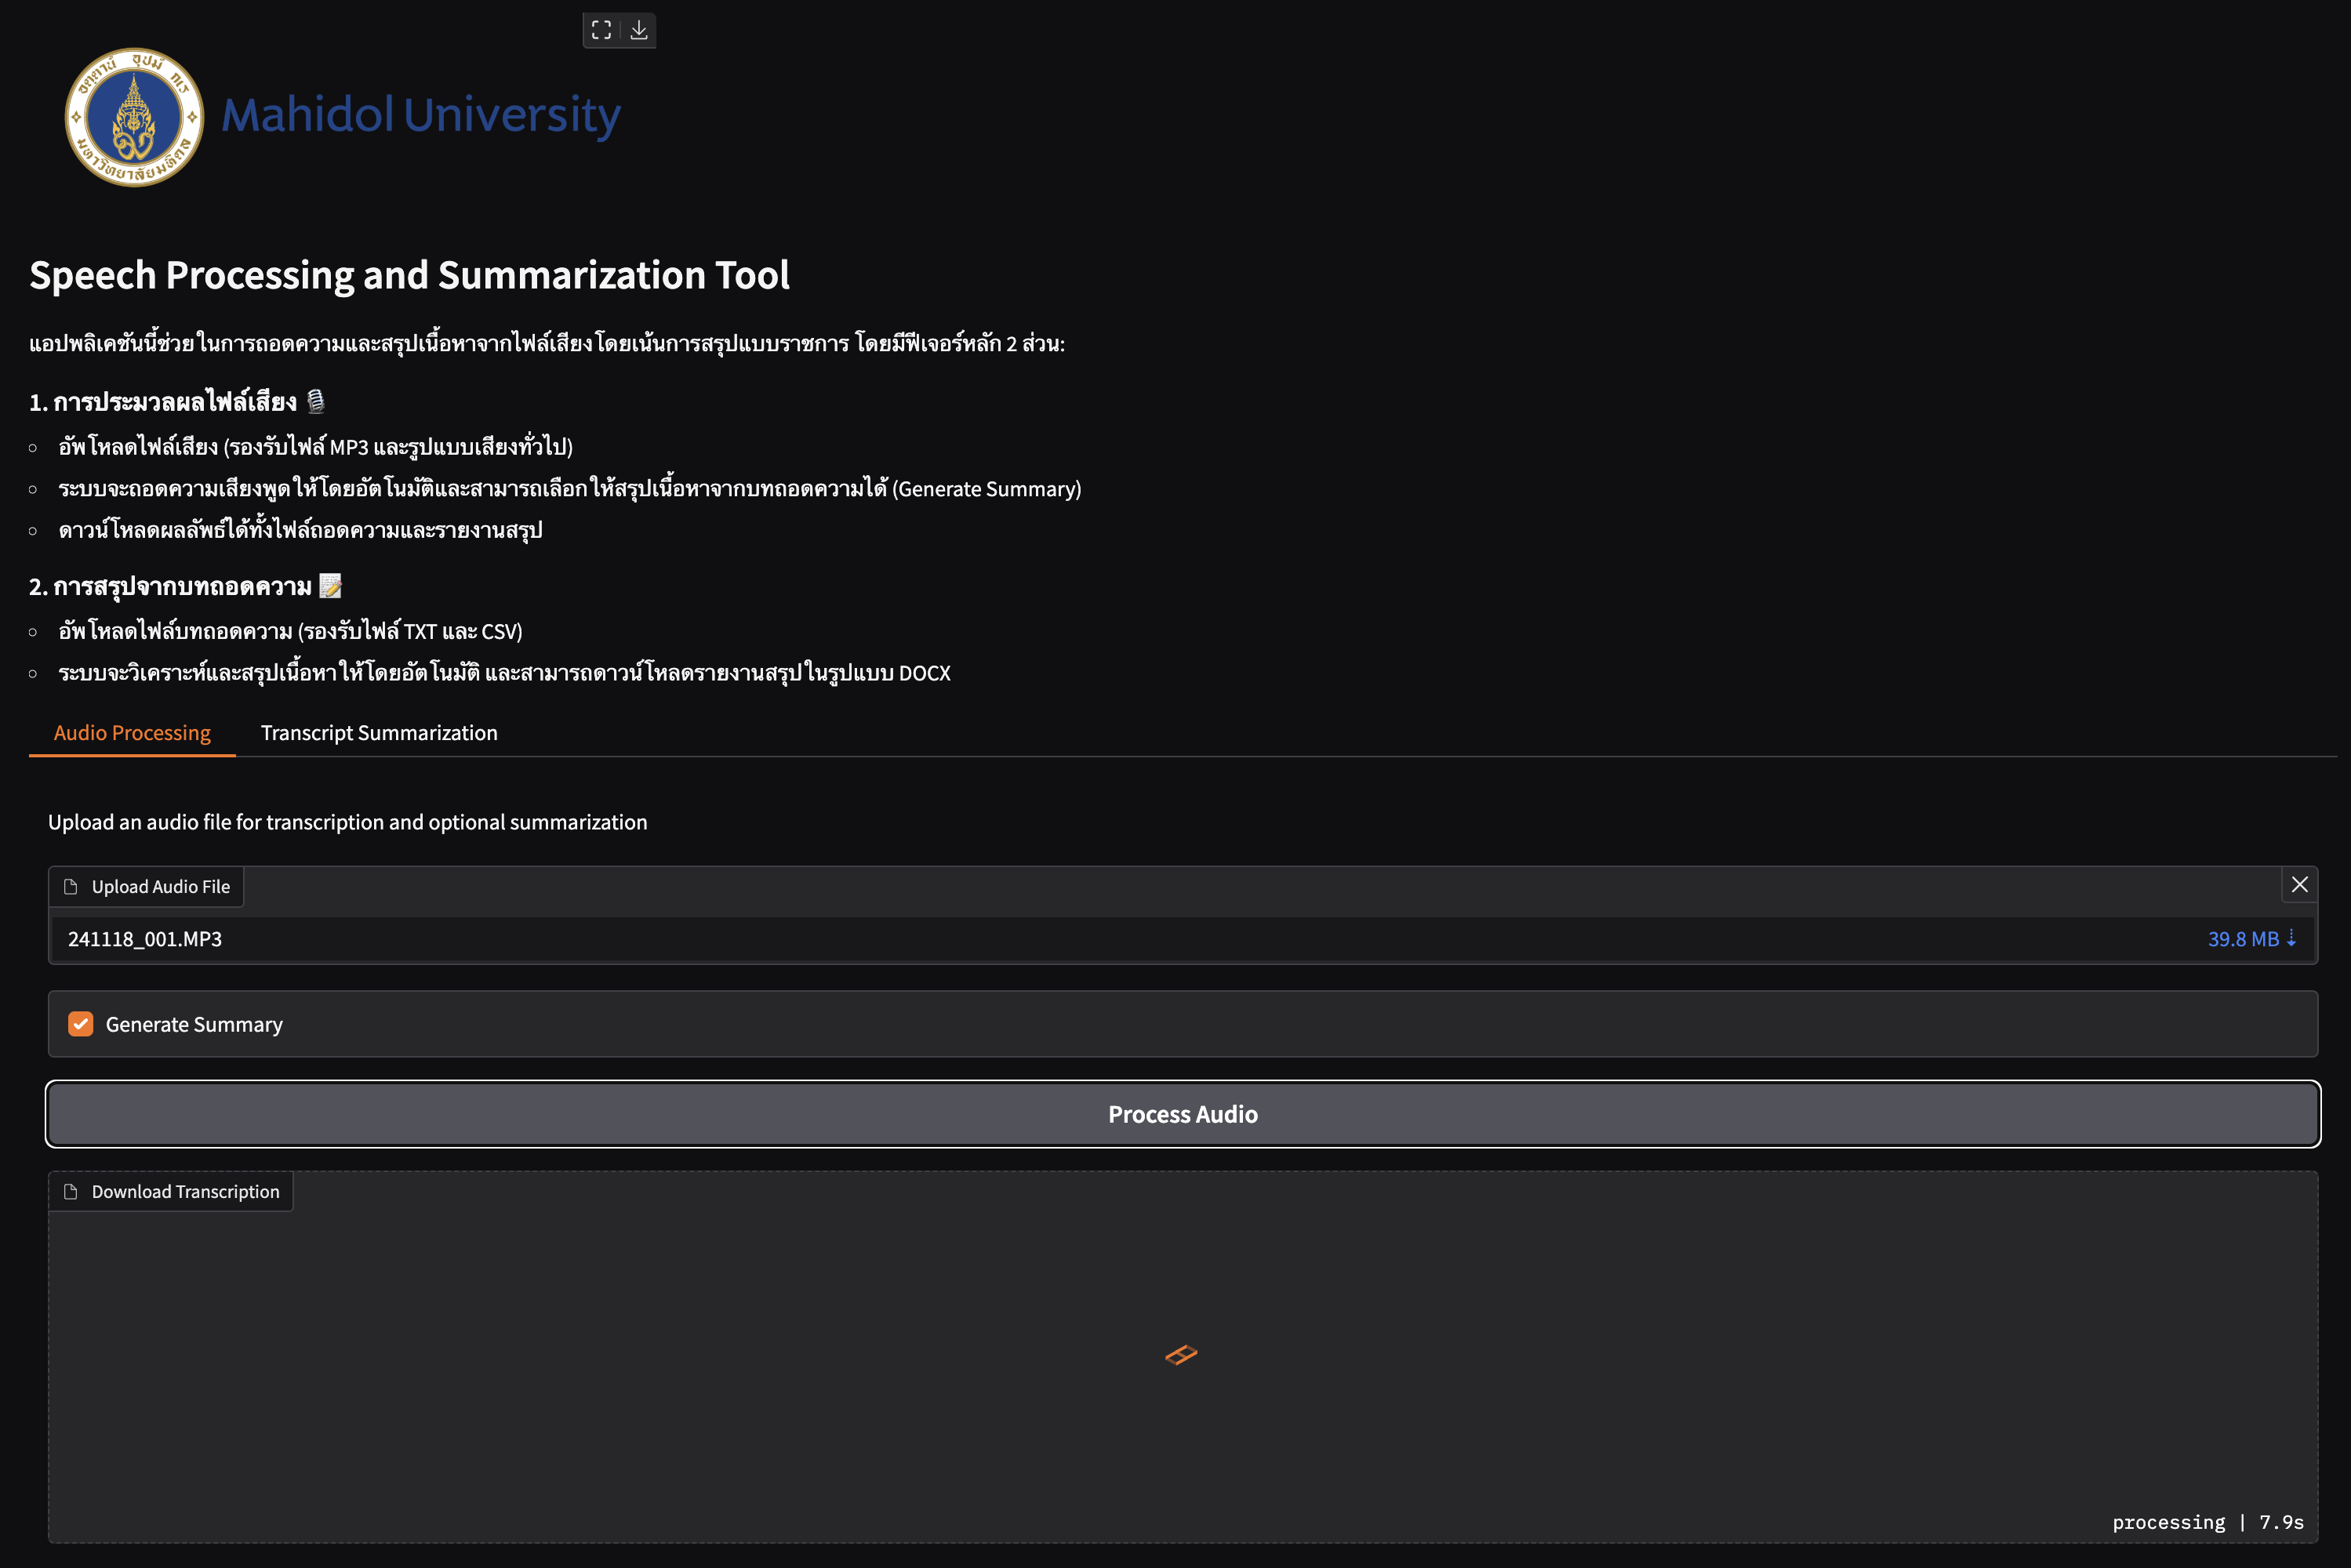 อตฺตานํ อุปมํ กเร
มหาวิทยาลัยมหิดล
Mahidol University
Speech Processing and Summarization Tool
แอปพลิเคชันนี้ช่วยในการถอดความและสรุปเนื้อหาจากไฟล์เสียงโดยเน้นการสรุปแบบราชการ โดยมีฟีเจอร์หลัก 2 ส่วน:
1. การประมวลผลไฟล์เสียง 🎙️
อัพโหลดไฟล์เสียง (รองรับไฟล์ MP3 และรูปแบบเสียงทั่วไป)
ระบบจะถอดความเสียงพูดให้โดยอัตโนมัติและสามารถเลือกให้สรุปเนื้อหาจากบทถอดความได้ (Generate Summary)
ดาวน์โหลดผลลัพธ์ได้ทั้งไฟล์ถอดความและรายงานสรุป
2. การสรุปจากบทถอดความ 📝
อัพโหลดไฟล์บทถอดความ (รองรับไฟล์ TXT และ CSV)
ระบบจะวิเคราะห์และสรุปเนื้อหาให้โดยอัตโนมัติ และสามารถดาวน์โหลดรายงานสรุปในรูปแบบ DOCX
Audio Processing Transcript Summarization
Upload an audio file for transcription and optional summarization
Upload Audio File
241118_001.MP3 39.8 MB ⇣
Generate Summary
Process Audio
Download Transcription
processing | 7.9s